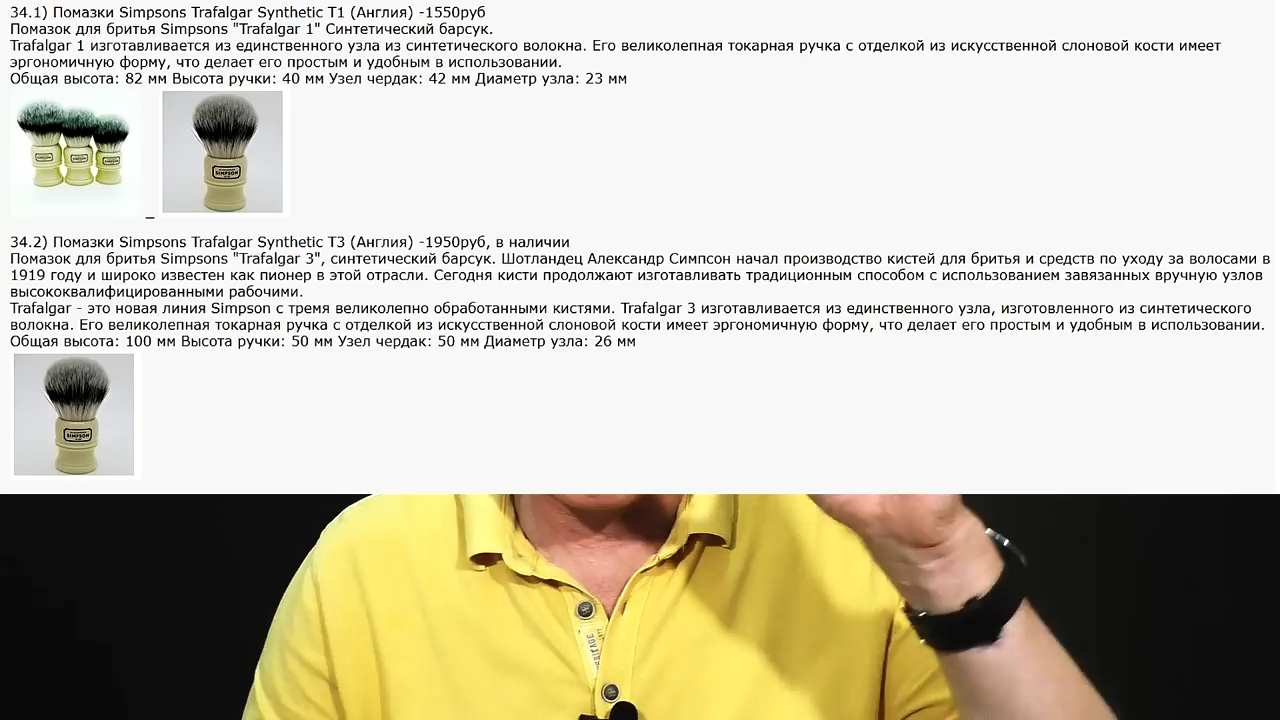 34.1) Помазки Simpsons Trafalgar Synthetic T1 (Англия) -1550руб
Помазок для бритья Simpsons "Trafalgar 1" Синтетический барсук.
Trafalgar 1 изготавливается из единственного узла из синтетического волокна. Его великолепная токарная ручка с отделкой из искусственной слоновой кости имеет
эргономичную форму, что делает его простым и удобным в использовании.
Общая высота: 82 мм Высота ручки: 40 мм Узел чердак: 42 мм Диаметр узла: 23 мм
SIMPSON
34.2) Помазки Simpsons Trafalgar Synthetic T3 (Англия) -1950руб, в наличии
Помазок для бритья Simpsons "Trafalgar 3", синтетический барсук. Шотландец Александр Симпсон начал производство кистей для бритья и средств по уходу за волосами в
1919 году и широко известен как пионер в этой отрасли. Сегодня кисти продолжают изготавливать традиционным способом с использованием завязанных вручную узлов
высококвалифицированными рабочими.
Trafalgar - это новая линия Simpson с тремя великолепно обработанными кистями. Trafalgar 3 изготавливается из единственного узла, изготовленного из синтетического
волокна. Его великолепная токарная ручка с отделкой из искусственной слоновой кости имеет эргономичную форму, что делает его простым и удобным в использовании.
Общая высота: 100 мм Высота ручки: 50 мм Узел чердак: 50 мм Диаметр узла: 26 мм
SIMPSON